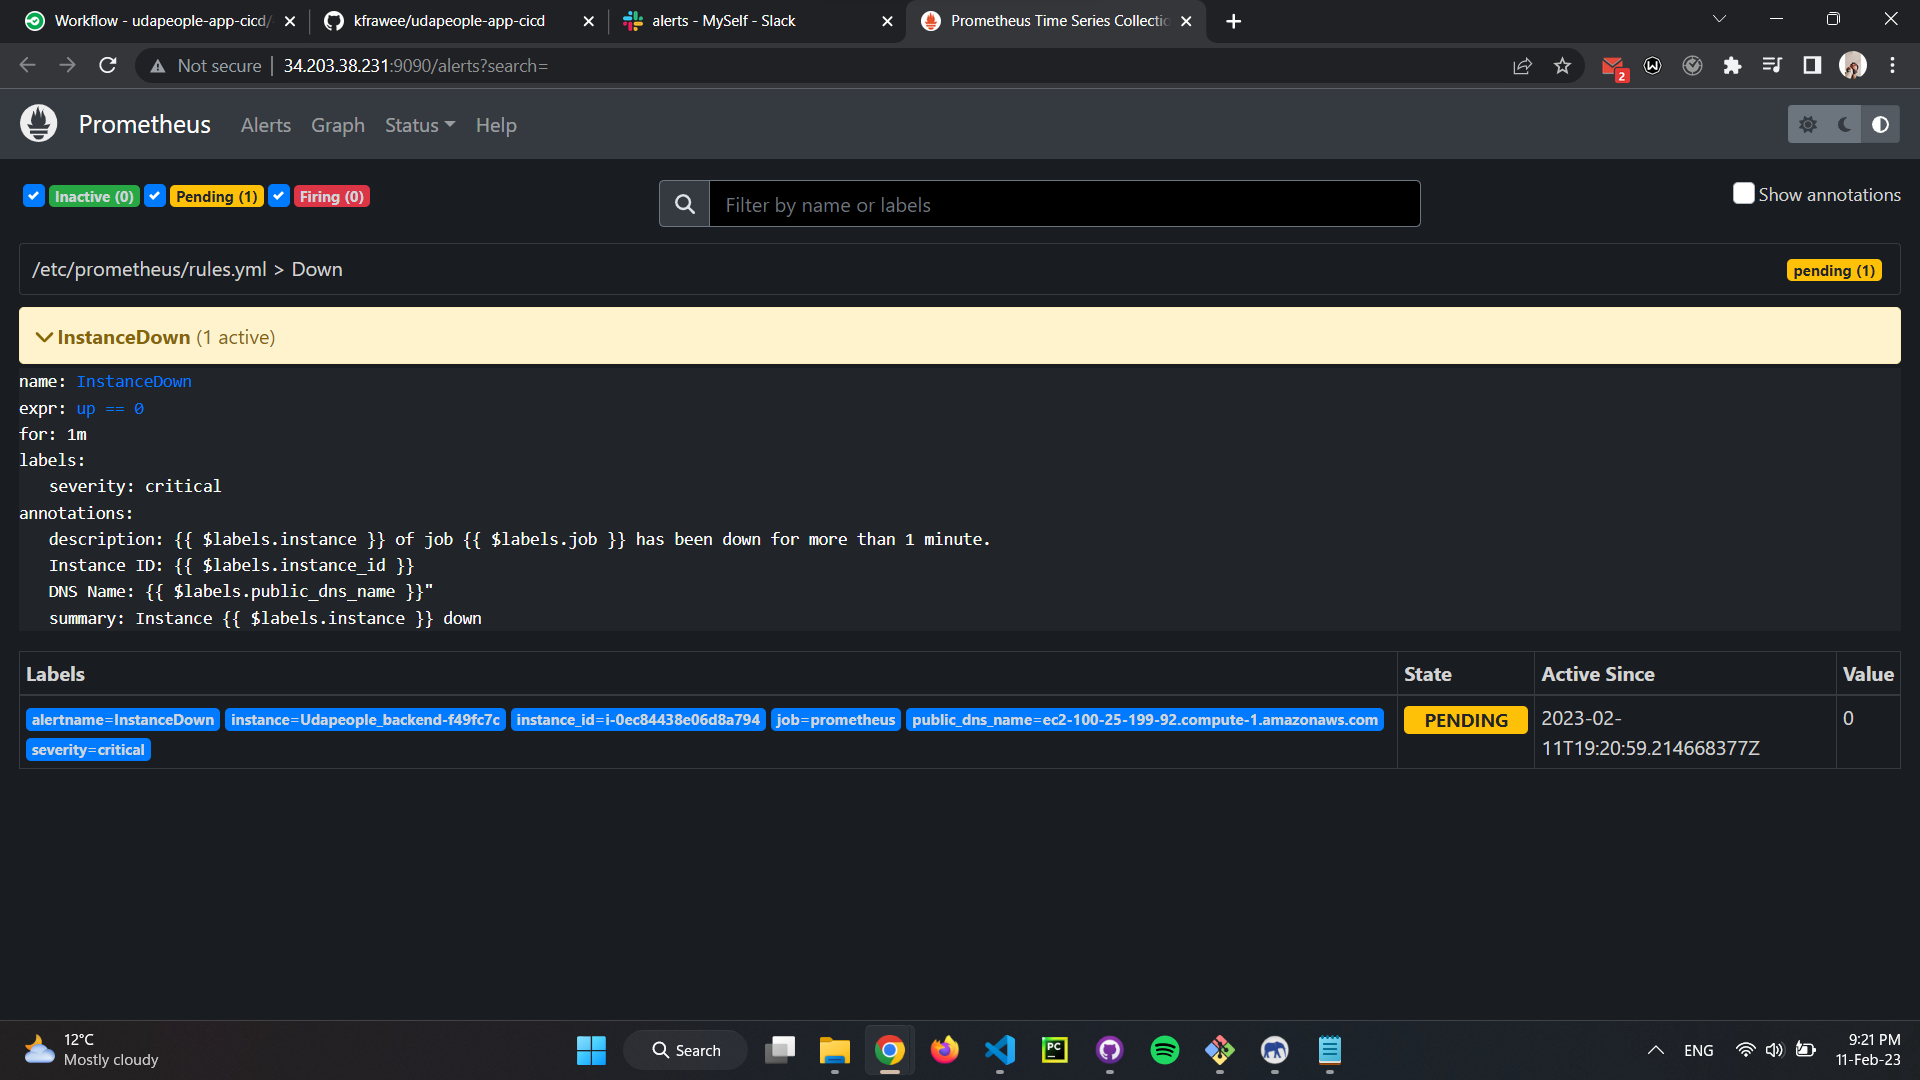 Workflow - udapeople-app-cicd/
kfrawee/udapeople-app-cicd
alerts - MySelf - Slack
Prometheus Time Series Collectio
Not secure
34.203.38.231:9090/alerts?search=
2
Prometheus
Alerts
Graph
Status
Help
Inactive (0)
Pending (1)
Firing (0)
Filter by name or labels
Show annotations
/etc/prometheus/rules.yml > Down
pending (1)
InstanceDown (1 active)
name: InstanceDown
expr: up == 0
for: 1m
labels:
severity: critical
annotations:
description: {{ $labels.instance }} of job {{ $labels.job }} has been down for more than 1 minute.
Instance ID: {{ $labels.instance_id }}
DNS Name: {{ $labels.public_dns_name }}"
summary: Instance {{ $labels.instance }} down
Labels
State
Active Since
Value
alertname=InstanceDown
instance=Udapeople_backend-f49fc7c
instance_id=i-0ec84438e06d8a794
job=prometheus
public_dns_name=ec2-100-25-199-92.compute-1.amazonaws.com
severity=critical
PENDING
2023-02-
11T19:20:59.214668377Z
0
12°C
Mostly cloudy
Search
PC
ENG
9:21 PM
11-Feb-23